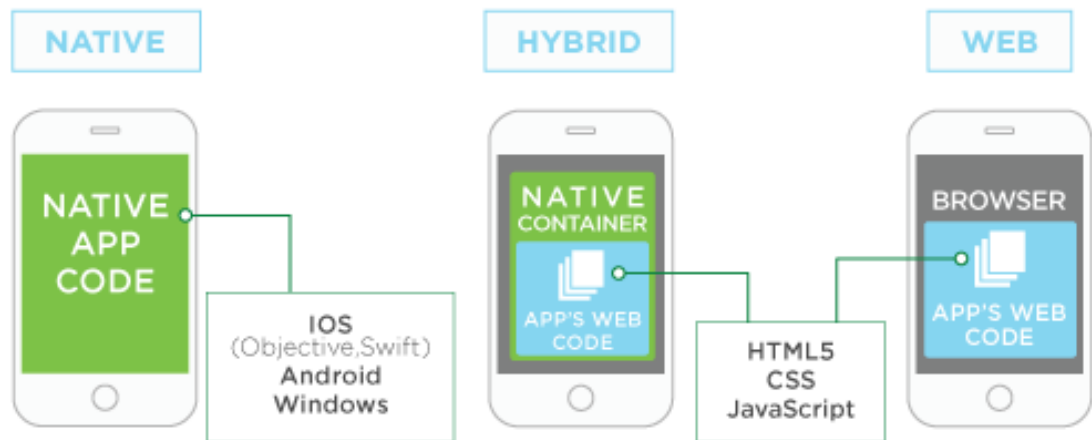 NATIVE
HYBRID
WEB
NATIVE
APP
CODE
IOS
(Objective,Swift)
Android
Windows
NATIVE
CONTAINER
APP'S WEB
CODE
HTML5
CSS
JavaScript
BROWSER
APP'S WEB
CODE